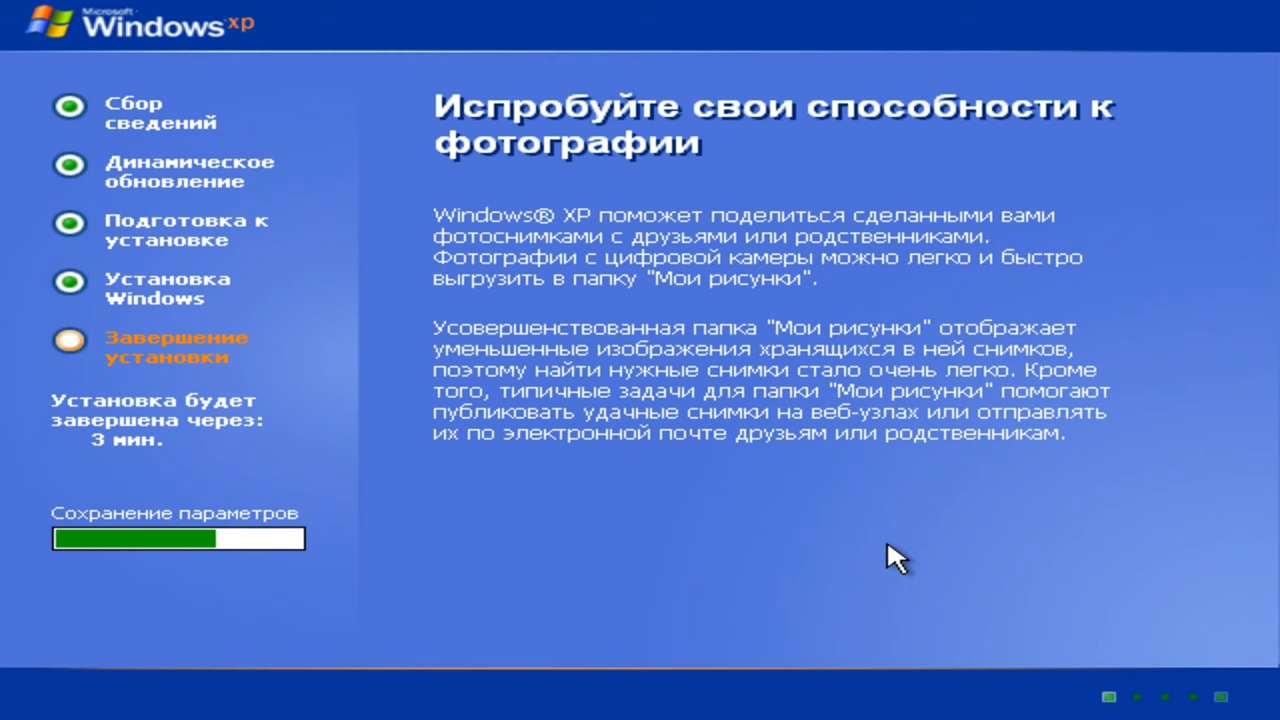 Microsoft
Windows xp
Сбор
сведений
Динамическое
обновление
Подготовка к
установке
Установка
Windows
Завершение
установки
Установка будет
завершена через:
3 мин.
Сохранение параметров
Испробуйте свои способности к
фотографии
Windows® XP поможет поделиться сделанными вами
фотоснимками с друзьями или родственниками.
Фотографии с цифровой камеры можно легко и быстро
выгрузить в папку "Мои рисунки".
Усовершенствованная папка "Мои рисунки" отображает
уменьшенные изображения хранящихся в ней снимков,
поэтому найти нужные снимки стало очень легко. Кроме
того, типичные задачи для папки "Мои рисунки" помогают
публиковать удачные снимки на веб-узлах или отправлять
их по электронной почте друзьям или родственникам.